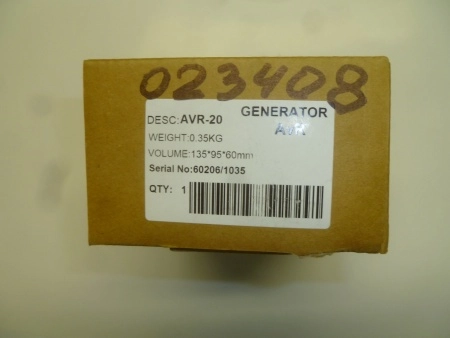 023408
GENERATOR
DESC:AVR-20
AVR
WEIGHT:0.35KG
VOLUME:135*95*60mm
Serial No:60206/1035
QTY: 1